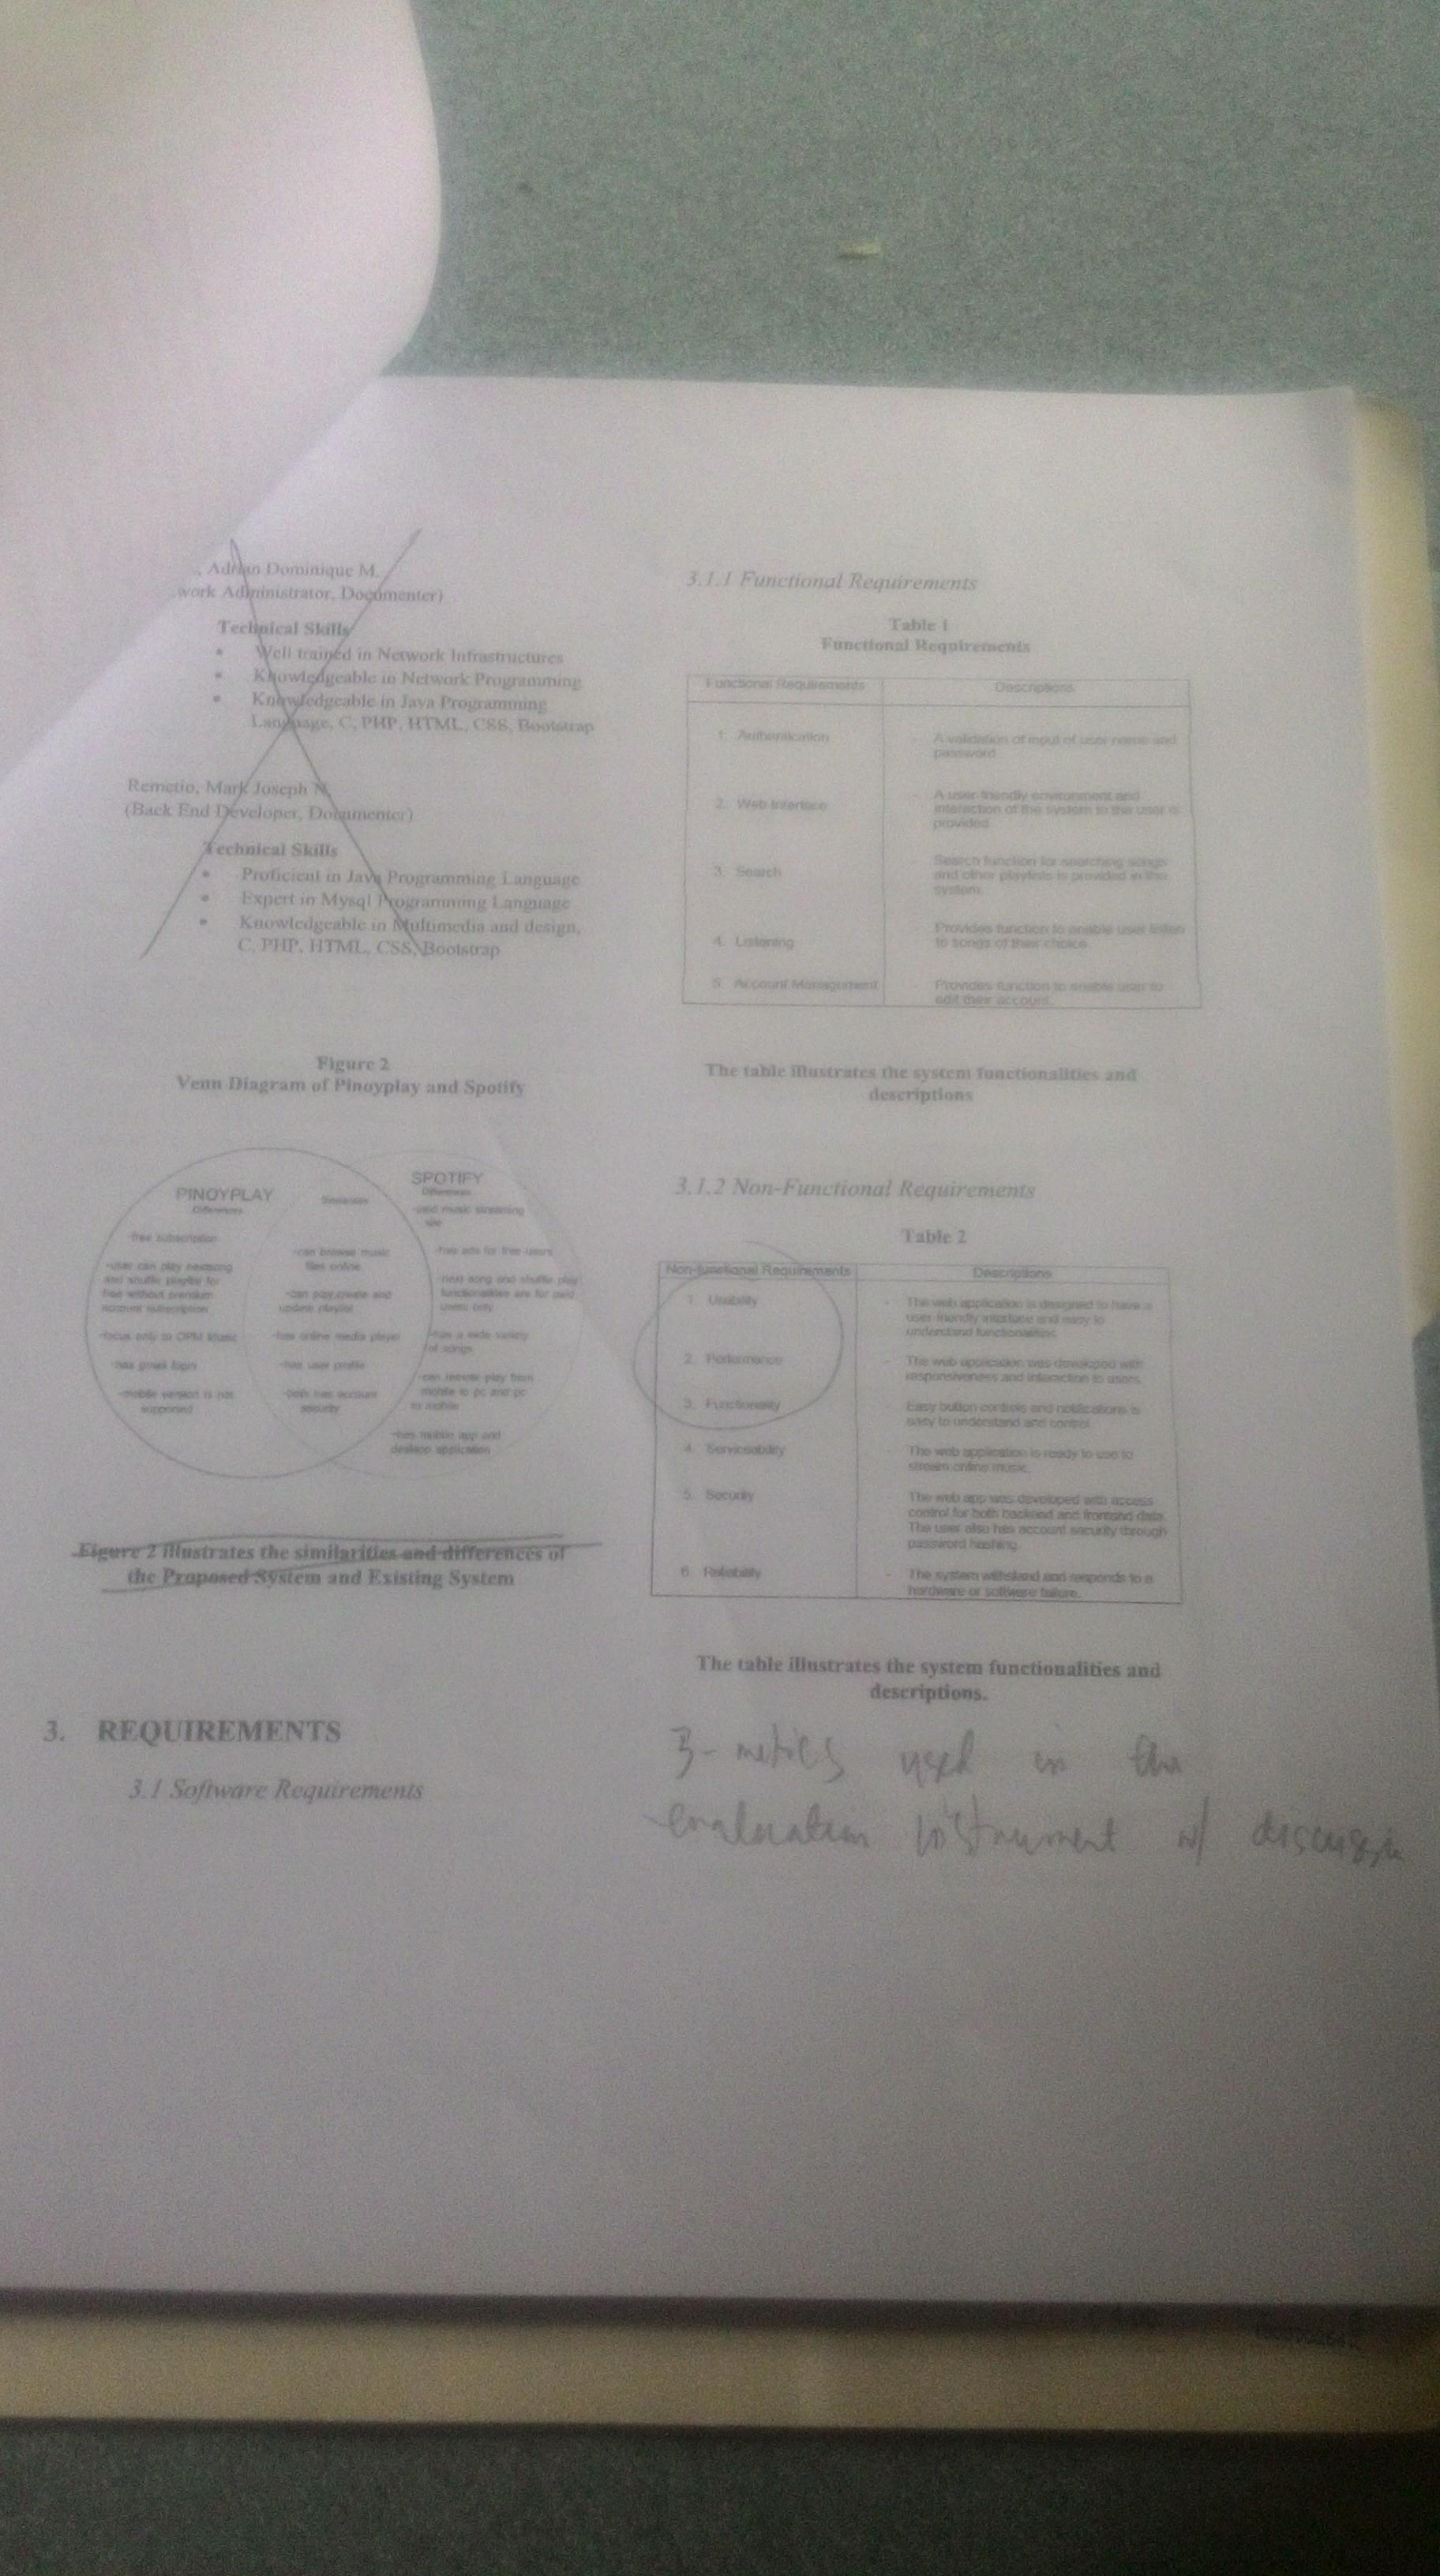 Adrian Dominique M.
work Administrator, Documenter)
Technical Skills
• Well trained in Network Infrastructures
• Knowledgeable in Network Programming
• Knowledgeable in Java Programming
Language, C, PHP, HTML, CSS, Bootstrap
Remetio, Mark Joseph N.
(Back End Developer, Documenter)
Technical Skills
• Proficient in Java Programming Language
• Expert in Mysql Programming Language
• Knowledgeable in Multimedia and design,
C, PHP, HTML, CSS, Bootstrap
Figure 2
Venn Diagram of Pinoyplay and Spotify
PINOYPLAY
Differences
-free subscription
-user can play nextsong
and shuffle playlist for
free without premium
account subscription
-focus only to OPM Music
-has gmail login
-mobile version is not
supported
Similarities
-can browse music
files online
-can play,create and
update playlist
-has online media player
-has user profile
-both has account
security
SPOTIFY
Differences
-paid music streaming
site
-has ads for free users
-next song and shuffle play
functionalities are for paid
users only
-has a wide variety
of songs
-can remote play from
mobile to pc and pc
to mobile
-has mobile app and
desktop application
Figure 2 illustrates the similarities and differences of
the Proposed System and Existing System
3. REQUIREMENTS
3.1 Software Requirements
3.1.1 Functional Requirements
Table 1
Functional Requirements
Functional Requirements Descriptions
1. Authentication
- A validation of input of user name and
password
2. Web Interface
- A user-friendly environment and
interaction of the system to the user is
provided
3. Search
Search function for searching songs
and other playlists is provided in the
system.
4. Listening
Provides function to enable user listen
to songs of their choice
5. Account Management
- Provides function to enable user to
edit their account.
The table illustrates the system functionalities and
descriptions
3.1.2 Non-Functional Requirements
Table 2
Non-functional Requirements Descriptions
1. Usability
- The web application is designed to have a
user-friendly interface and easy to
understand functionalities
2. Performance
- The web application was developed with
responsiveness and interaction to users.
3. Functionality
Easy button controls and notifications is
easy to understand and control.
4. Serviceability
- The web application is ready to use to
stream online music.
5. Security
- The web app was developed with access
control for both backend and frontend data.
The user also has account security through
password hashing.
6. Reliability
- The system withstand and responds to a
hardware or software failure.
The table illustrates the system functionalities and
descriptions.
3- metrics used in the
evaluation instrument w/ discussion